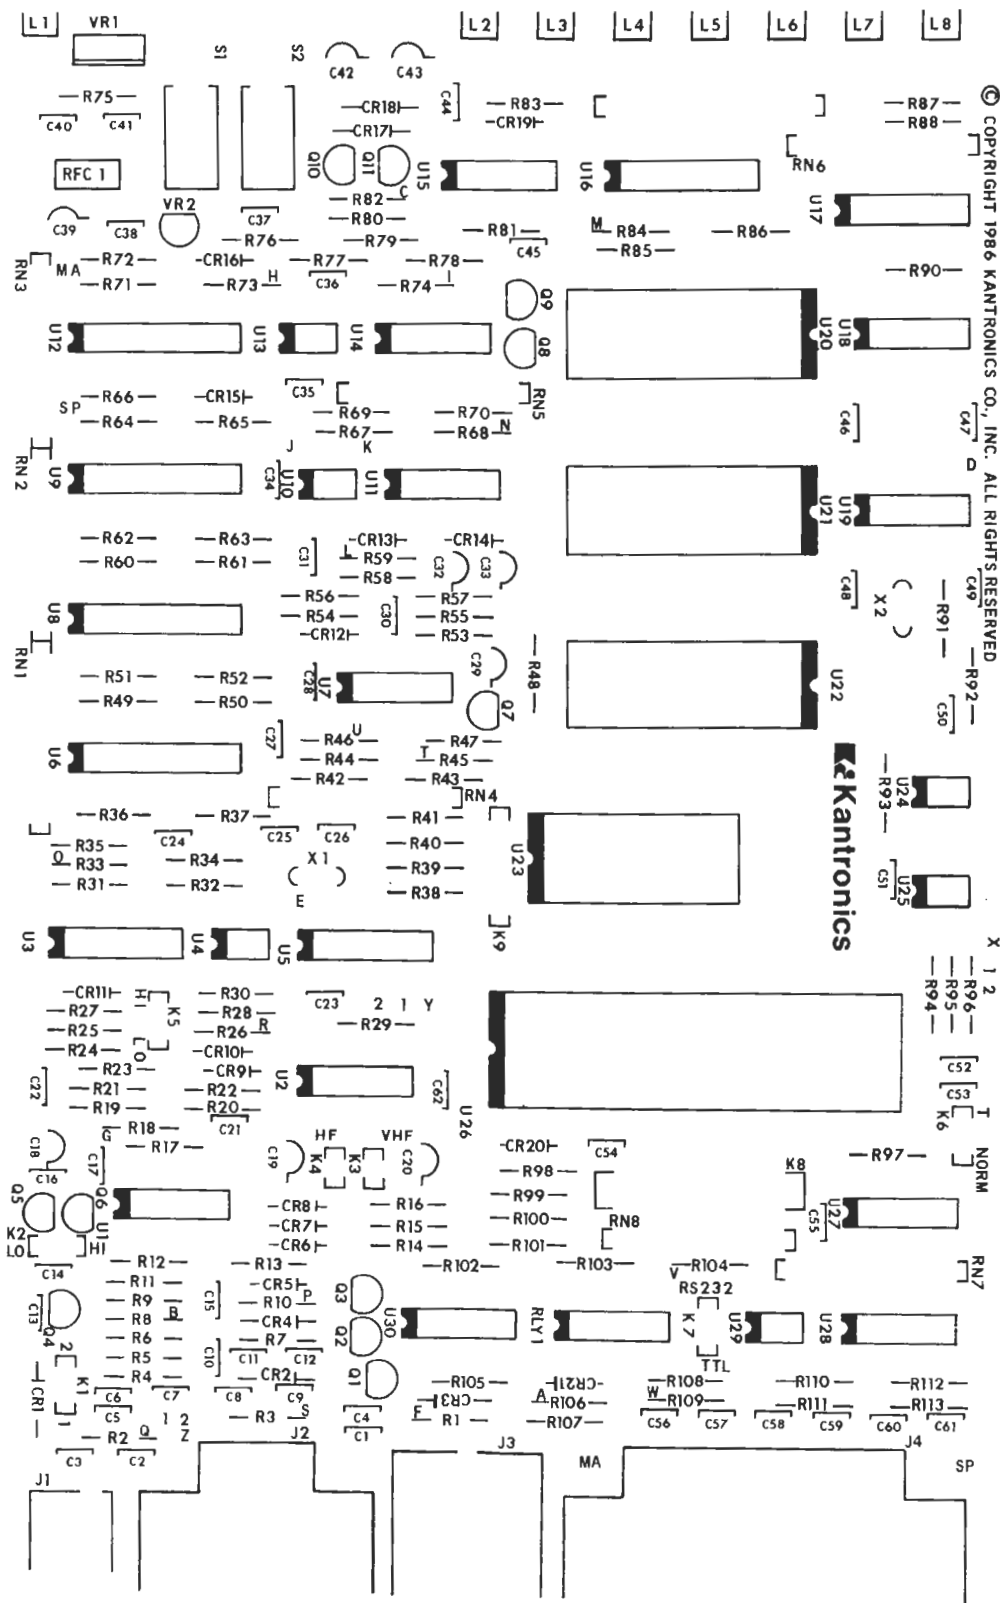 L1 VR1 L2 L3 L4 L5 L6 L7 L8
S1 S2 C42 C43
R75 CR18 C44 R83 R87
C40 C41 CR17 CR19 R88
Q10 Q11 U15 U16 RN6
RFC 1 C U17
VR2 R82
C39 C38 C37 R80 M
R76 R79 R81 R84 R86
C45 R85
RN3 MA R72 CR16 R77 R78 R90
R71 R73 H C36 R74 I
Q9
U12 U13 U14 Q8 U20 U18
C35
R66 CR15 RN5
SP R64 R65 R69 R70 C46 C47
R67 R68 N
J K
RN 2 U9 C34 U10 U11 U21 U19 D
R62 R63 C31 CR13 CR14
R60 R61 L R59 C32 C33
R58 C48 X2 C49
R56 R57 R91
U8 R54 C30 R55
CR12 R53
RN1 R48 R92
R51 R52 C28 U7 C29 U22
R49 R50 Q7 C50
C27 R46 U R47
U6 R44 T R45
R42 R43 R93 U24
RN4
R36 R37 R41 Kantronics
C24 C25 C26
R35 R34 X1 R40 U23
O R33 R39 C51 U25
R31 R32 E R38
U3 U4 U5 K9 X
1 2
CR11 HI K5 R30 C23 2 1 Y R94 R95 R96
R27 R28 R29
R25 R26 R
R24 LO CR10 C52
R23 CR9 U2 C53
C22 R21 R22 C62 U26 T
R19 R20 K6
C21
R18 G HF VHF
C18 R17 C19 K4 K3 C20 CR20 C54 R97 NORM
C16 C17 R98 K8
Q5 Q6 U1 CR8 R16 R99 C55 U27
K2 CR7 R15 R100 RN8
LO HI CR6 R14 R101
C14 R12 R13 R102 R103 R104 RN7
R11 CR5 V RS232
C13 R9 B C15 R10 P Q3
Q4 R8 CR4 U30 RLY1 K7 U29 U28
2 R6 R7 Q2
R5 C10 C11 C12 TTL
K1 R4 CR2 Q1 R105 CR21 R108 R110 R112
CR1 C6 C7 C8 C9 CR3 A R106 W R109 R111 R113
1 C5 1 2 R3 S C4 F R1 R107 C56 C57 C58 C59 C60 C61
R2 Q Z C1
C3 C2 J2 J3 J4
J1 MA SP
© COPYRIGHT 1986 KANTRONICS CO., INC. ALL RIGHTS RESERVED